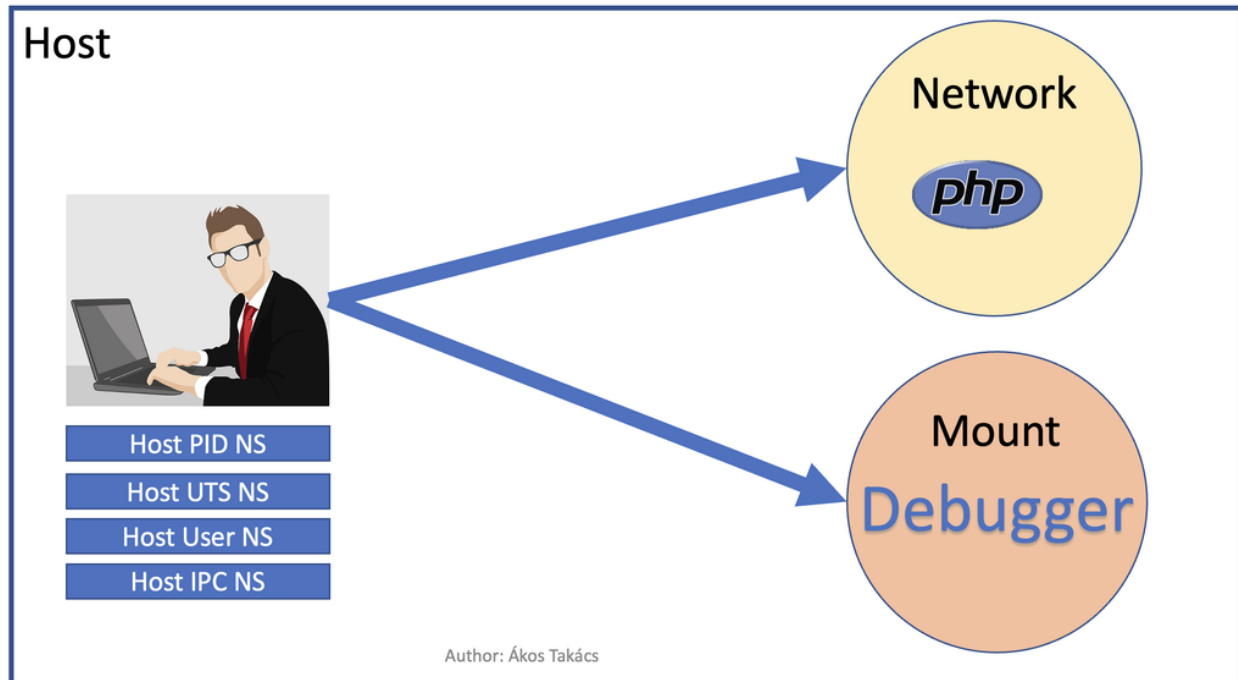 Host
Network
php
Mount
Debugger
Host PID NS
Host UTS NS
Host User NS
Host IPC NS
Author: Ákos Takács